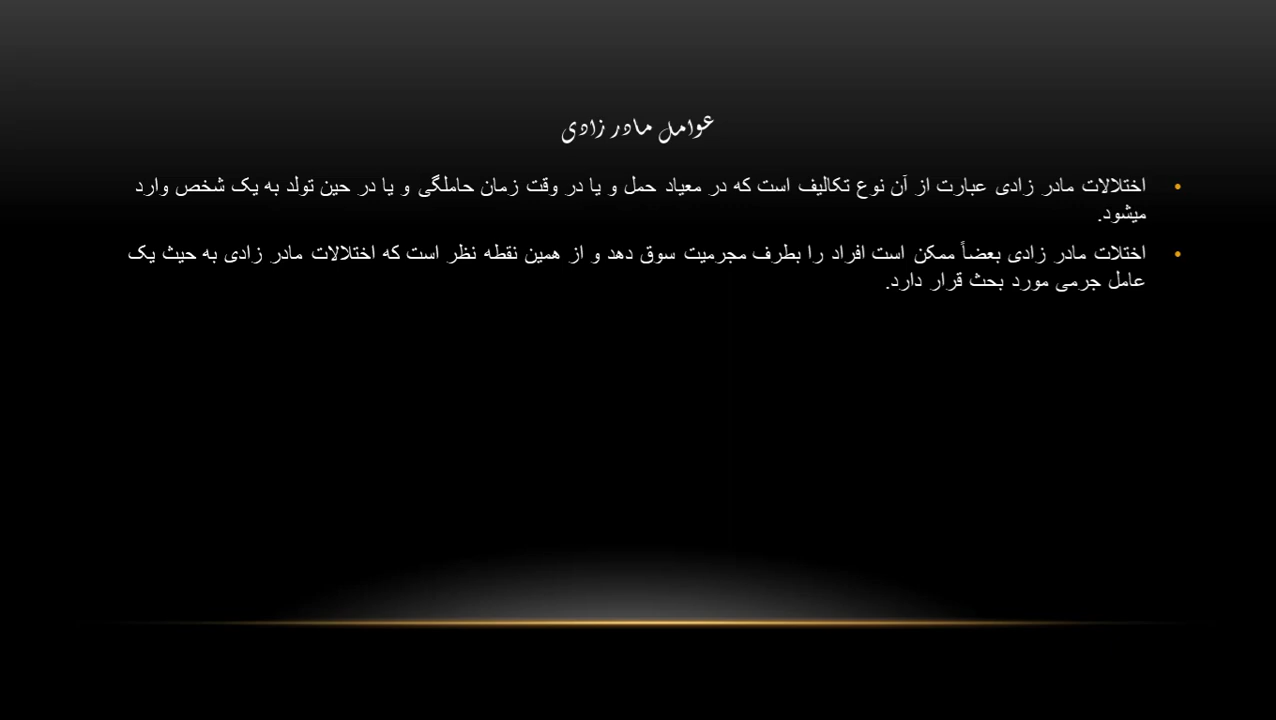 عوامل مادر زادی
اختلالات مادر زادی عبارت از آن نوع تکالیف است که در معیاد حمل و یا در وقت زمان حاملگی و یا در حین تولد به یک شخص وارد
میشود.
اختلات مادر زادی بعضاً ممکن است افراد را بطرف مجرمیت سوق دهد و از همین نقطه نظر است که اختلالات مادر زادی به حیث یک
عامل جرمی مورد بحث قرار دارد.